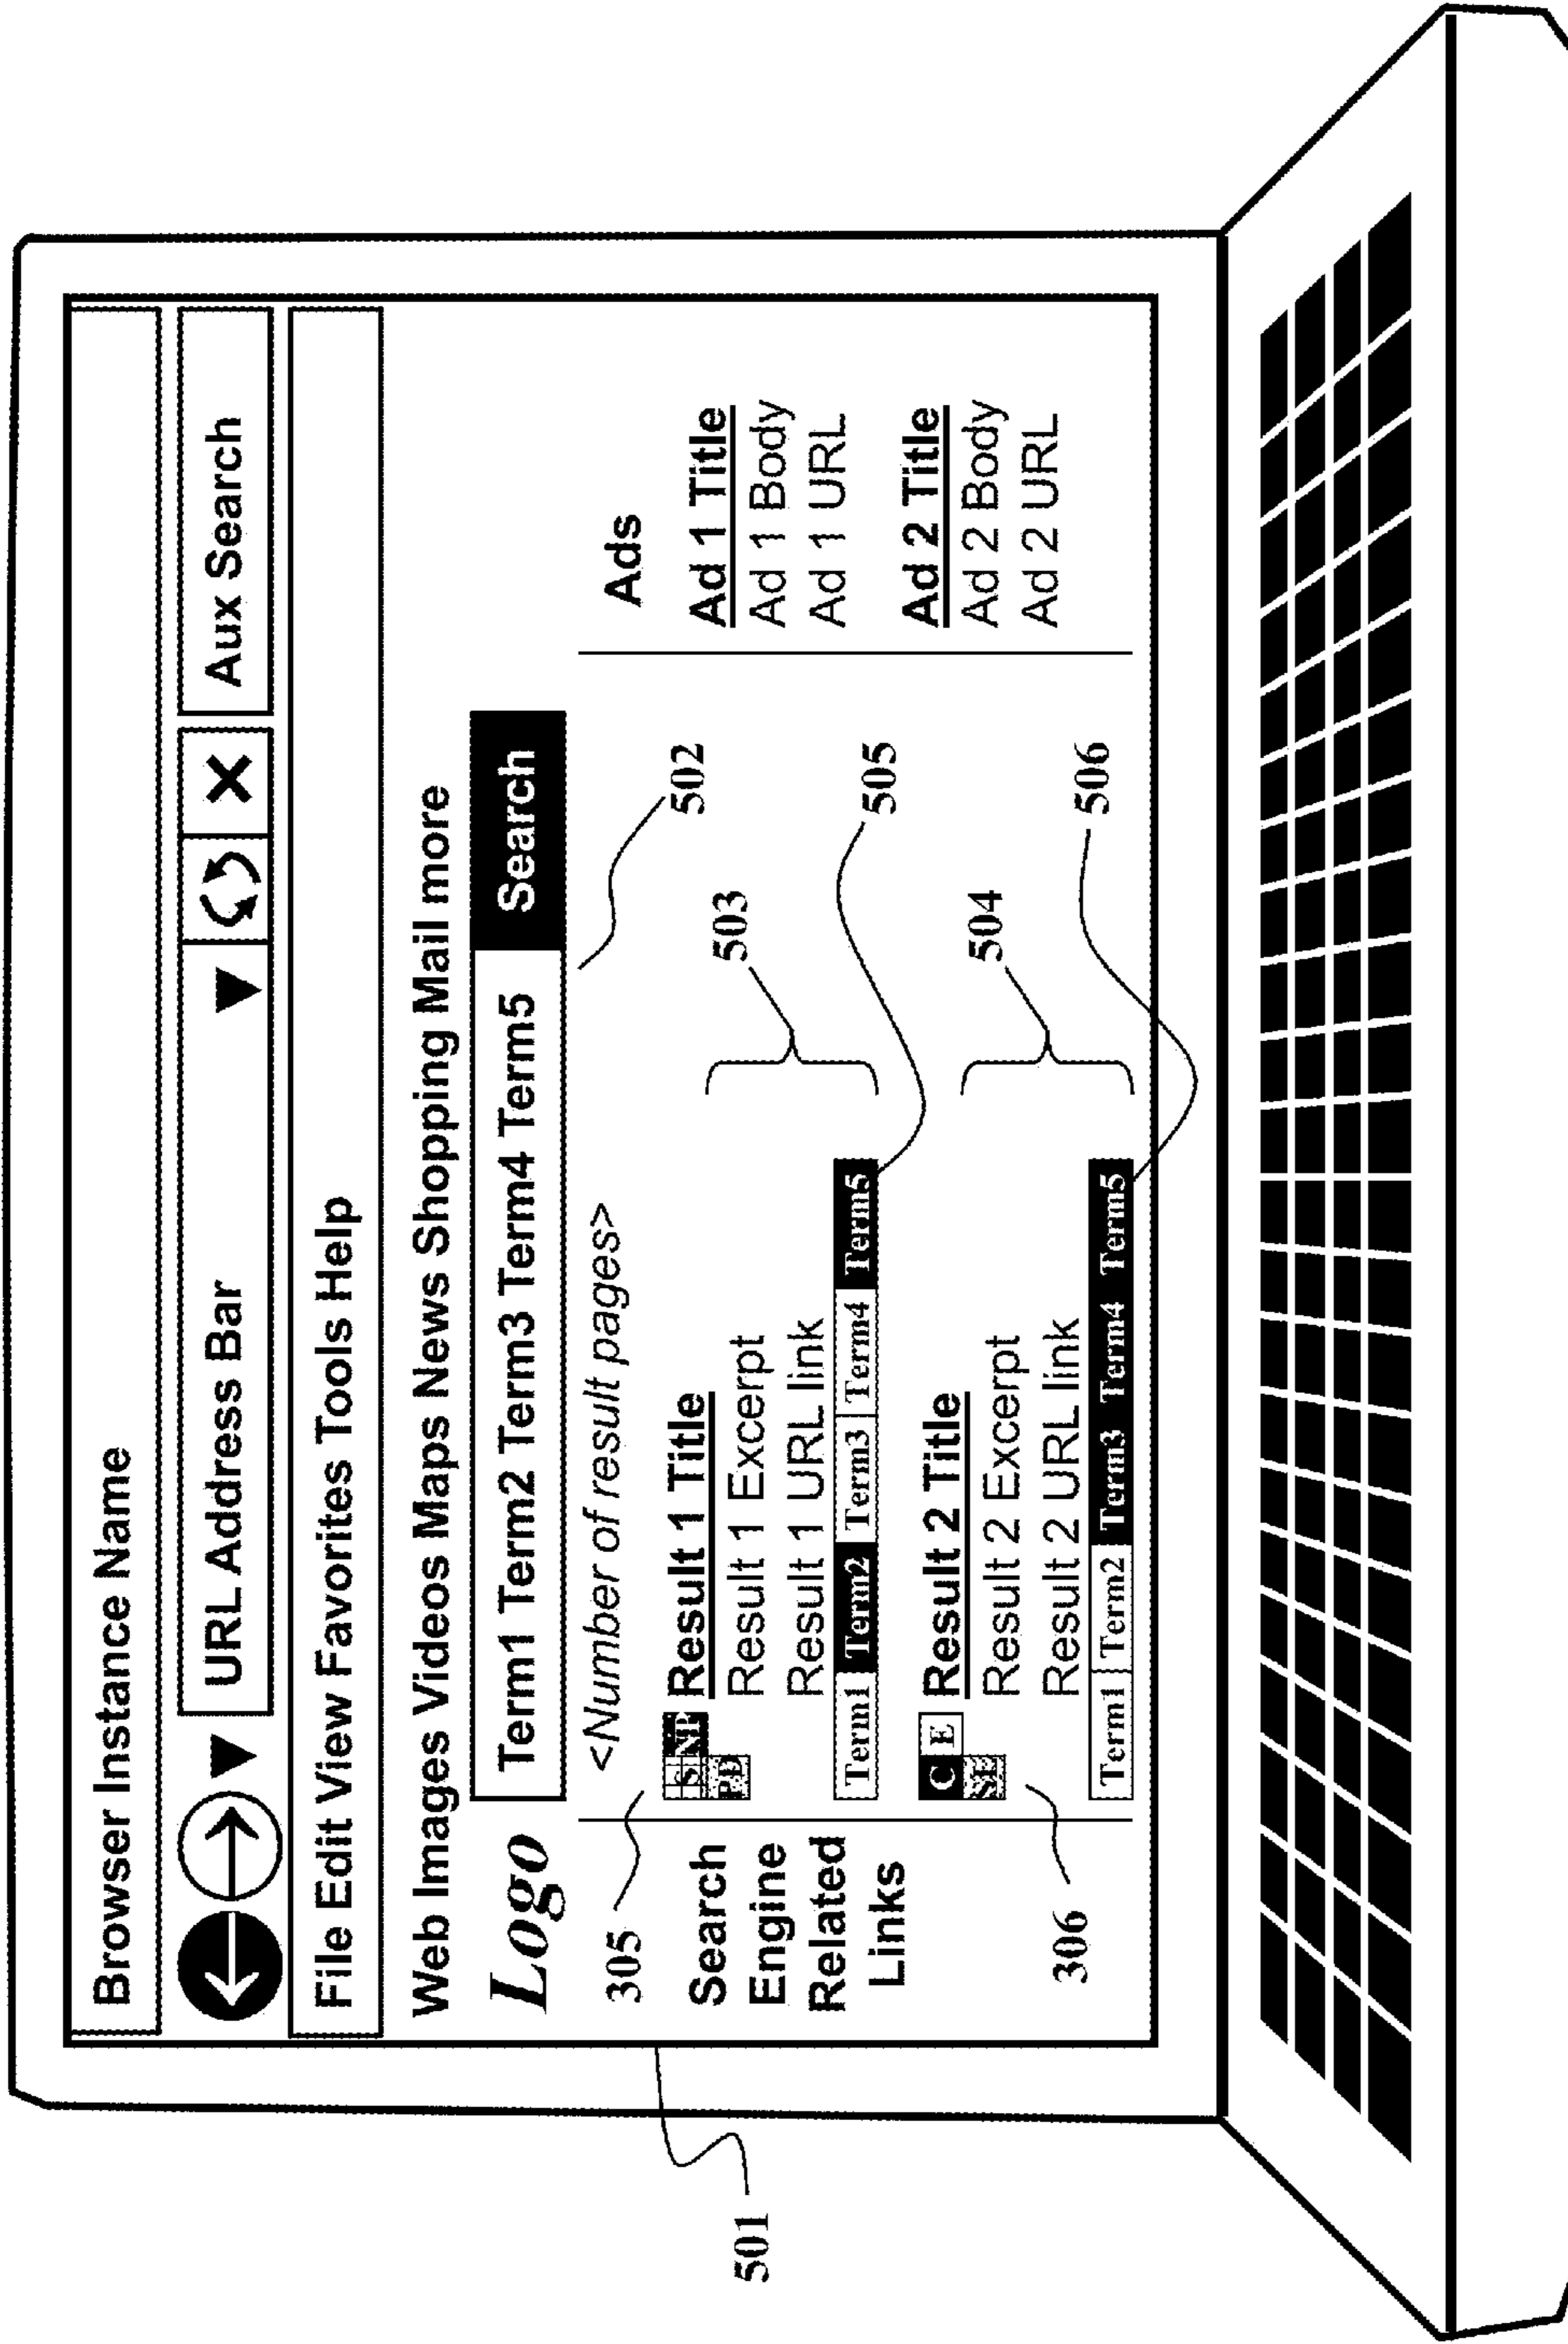 Browser Instance Name
URL Address Bar
Aux Search
File Edit View Favorites Tools Help
Web Images Videos Maps News Shopping Mail more
Logo
Term1 Term2 Term3 Term4 Term5
Search
502
<Number of result pages>
305
Search
Engine
Related
Links
306
S NP
PD
Result 1 Title
Result 1 Excerpt
Result 1 URL link
Term1 Term2 Term3 Term4 Term5
503
505
C E
SE
Result 2 Title
Result 2 Excerpt
Result 2 URL link
Term1 Term2 Term3 Term4 Term5
504
506
Ads
Ad 1 Title
Ad 1 Body
Ad 1 URL
Ad 2 Title
Ad 2 Body
Ad 2 URL
501